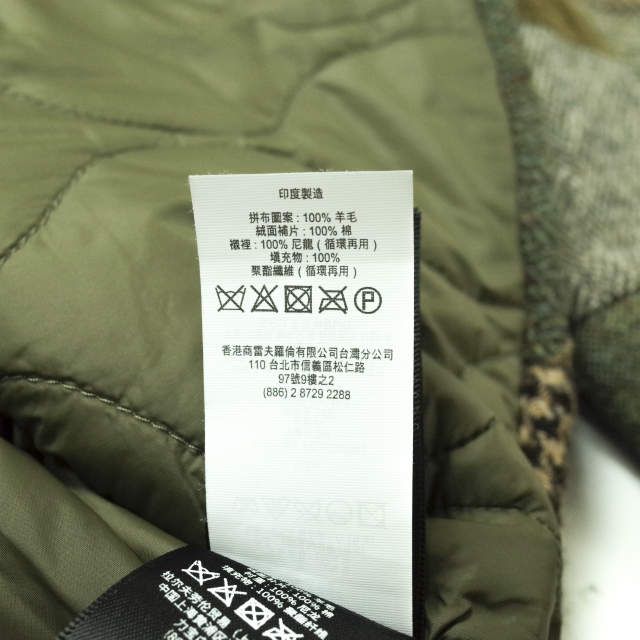 印度製造
拼布圖案 : 100% 羊毛
絨面補片 : 100% 棉
襯裡 : 100% 尼龍 ( 循環再用 )
填充物 : 100%
聚酯纖維 ( 循環再用 )
P
香港商雷夫羅倫有限公司台灣分公司
110 台北市信義區松仁路
97號9樓之2
(886) 2 8729 2288